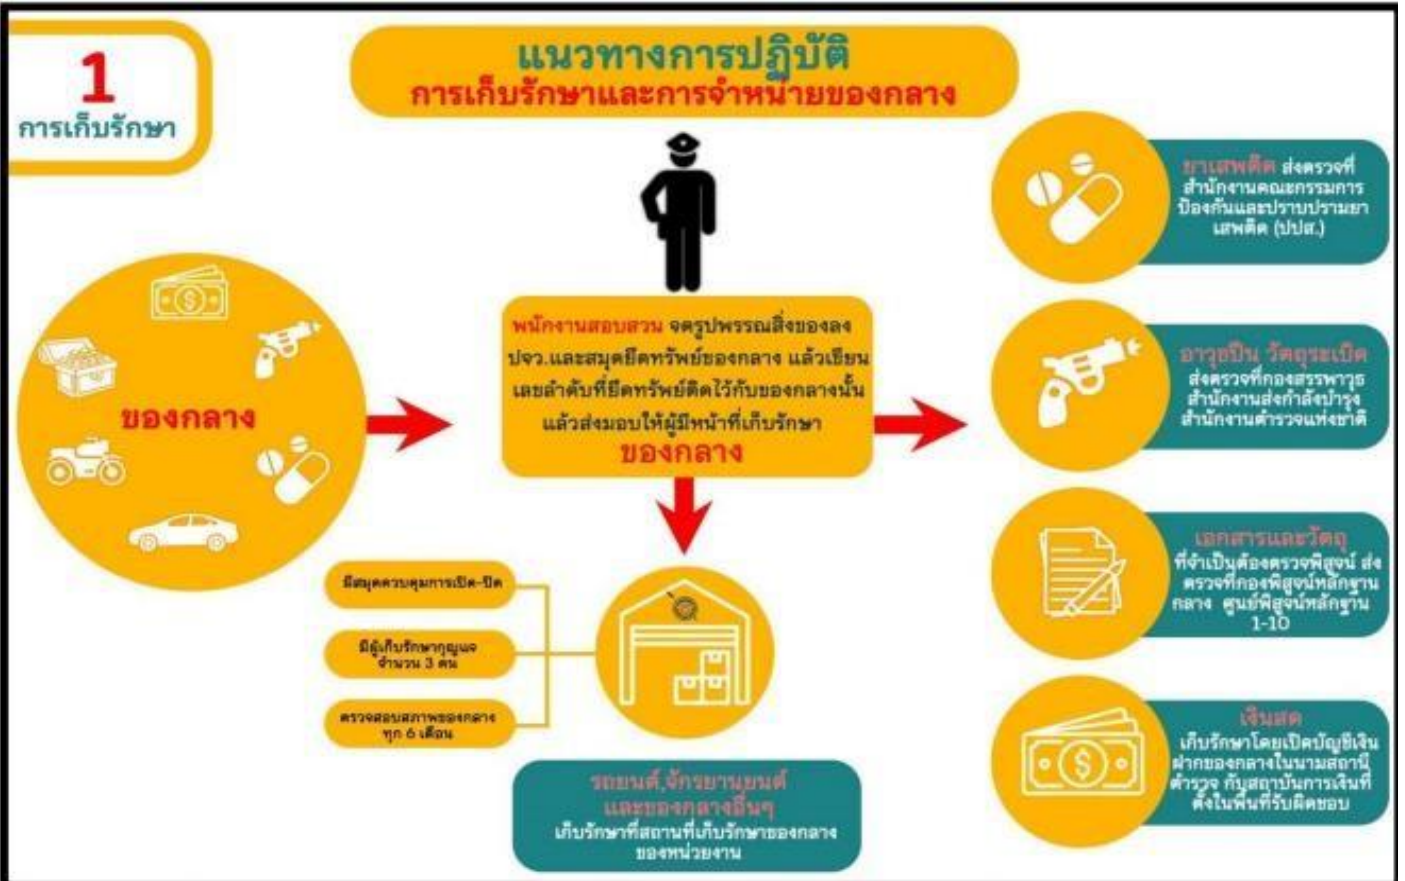 1
การเก็บรักษา
แนวทางการปฏิบัติ
การเก็บรักษาและการจำหน่ายของกลาง
ของกลาง
พนักงานสอบสวน จดรูปพรรณสิ่งของลง
ปจว.และสมุดยึดทรัพย์ของกลาง แล้วเขียน
เลขลำดับที่ยึดทรัพย์ติดไว้กับของกลางนั้น
แล้วส่งมอบให้ผู้มีหน้าที่เก็บรักษา
ของกลาง
มีสมุดควบคุมการเปิด-ปิด
มีผู้เก็บรักษากุญแจ
จำนวน 3 คน
ตรวจสอบสภาพของกลาง
ทุก 6 เดือน
รถยนต์,จักรยานยนต์
และของกลางอื่นๆ
เก็บรักษาที่สถานที่เก็บรักษาของกลาง
ของหน่วยงาน
ยาเสพติด ส่งตรวจที่
สำนักงานคณะกรรมการ
ป้องกันและปราบปรามยา
เสพติด (ปปส.)
อาวุธปืน วัตถุระเบิด
ส่งตรวจที่กองสรรพาวุธ
สำนักงานส่งกำลังบำรุง
สำนักงานตำรวจแห่งชาติ
เอกสารและวัตถุ
ที่จำเป็นต้องตรวจพิสูจน์ ส่ง
ตรวจที่กองพิสูจน์หลักฐาน
กลาง ศูนย์พิสูจน์หลักฐาน
1-10
เงินสด
เก็บรักษาโดยเปิดบัญชีเงิน
ฝากของกลางในนามสถานี
ตำรวจ กับสถาบันการเงินที่
ตั้งในพื้นที่รับผิดชอบ